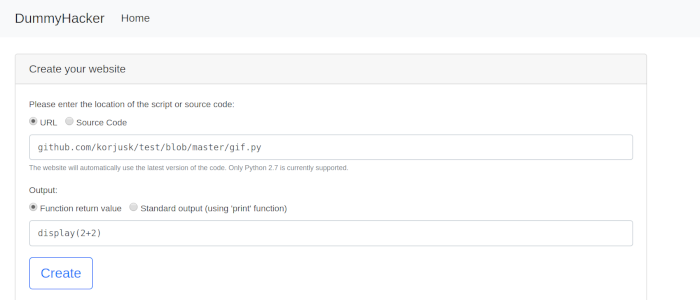 DummyHacker Home
Create your website
Please enter the location of the script or source code:
URL Source Code
github.com/korjusk/test/blob/master/gif.py
The website will automatically use the latest version of the code. Only Python 2.7 is currently supported.
Output:
Function return value Standard output (using 'print' function)
display(2+2)
Create